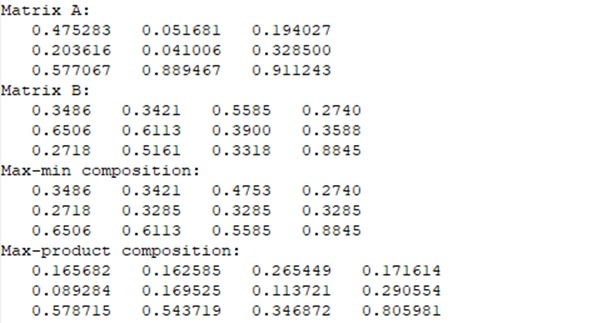 Matrix A:
0.475283 0.051681 0.194027
0.203616 0.041006 0.328500
0.577067 0.889467 0.911243
Matrix B:
0.3486 0.3421 0.5585 0.2740
0.6506 0.6113 0.3900 0.3588
0.2718 0.5161 0.3318 0.8845
Max-min composition:
0.3486 0.3421 0.4753 0.2740
0.2718 0.3285 0.3285 0.3285
0.6506 0.6113 0.5585 0.8845
Max-product composition:
0.165682 0.162585 0.265449 0.171614
0.089284 0.169525 0.113721 0.290554
0.578715 0.543719 0.346872 0.805981